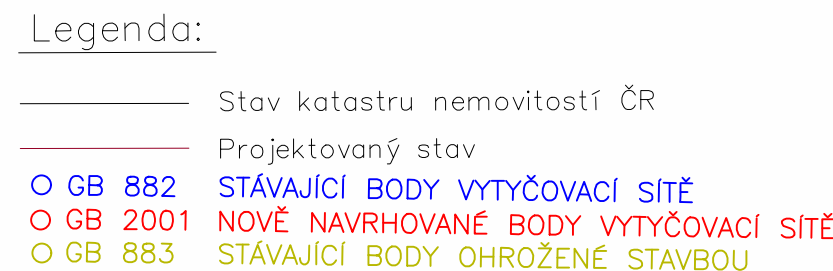 Legenda:
Stav katastru nemovitostí ČR
Projektovaný stav
GB 882 STÁVAJÍCÍ BODY VYTYČOVACÍ SÍTĚ
GB 2001 NOVĚ NAVRHOVANÉ BODY VYTYČOVACÍ SÍTĚ
GB 883 STÁVAJÍCÍ BODY OHROŽENÉ STAVBOU